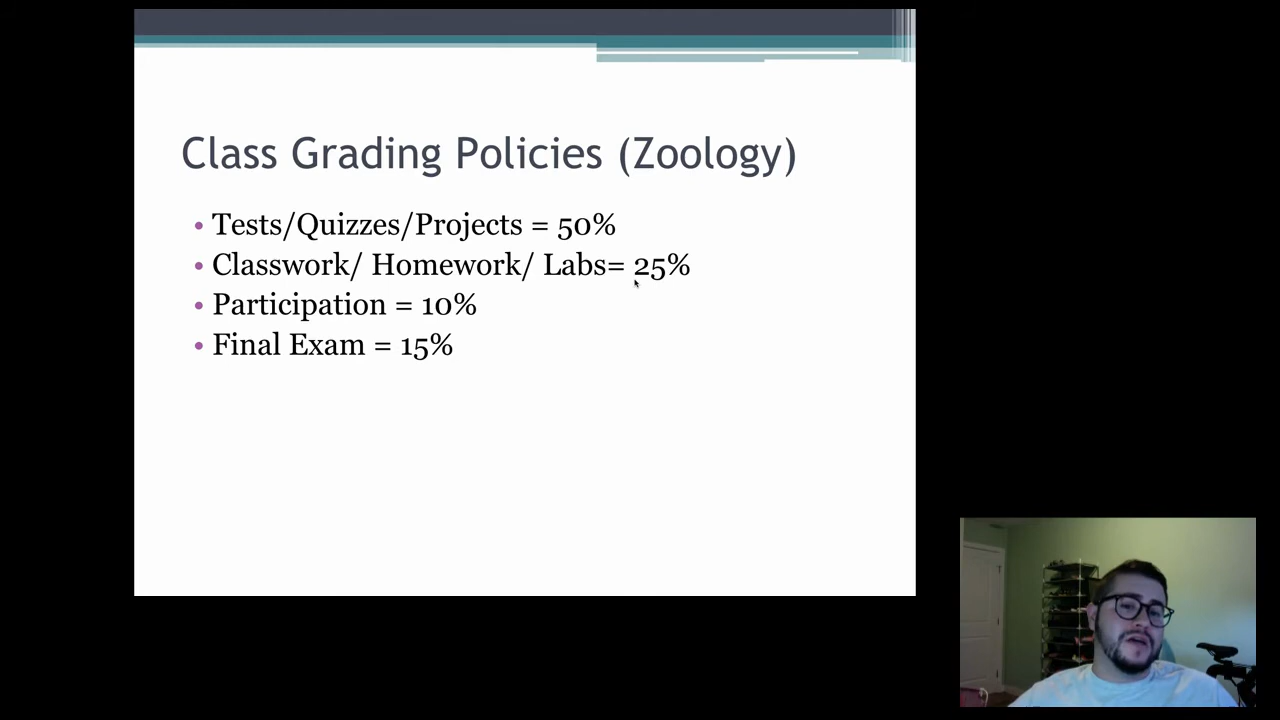 Class Grading Policies (Zoology)
• Tests/Quizzes/Projects = 50%
• Classwork/ Homework/ Labs= 25%
• Participation = 10%
• Final Exam = 15%